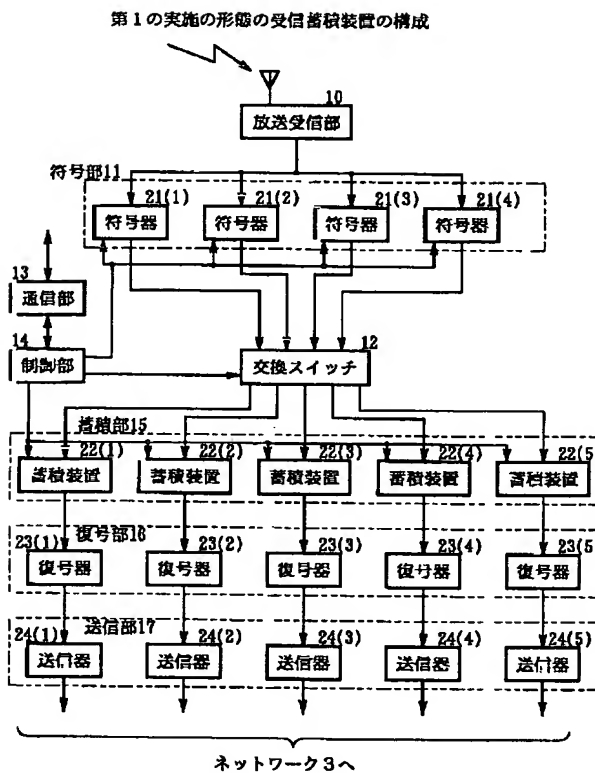 第1の実施の形態の受信蓄積装置の構成
10
放送受信部
符号部11
21(1) 21(2) 21(3) 21(4)
符号器 符号器 符号器 符号器
13
通信部
14
制御部
12
交換スイッチ
蓄積部15
22(1) 22(2) 22(3) 22(4) 22(5
蓄積装置 蓄積装置 蓄積装置 蓄積装置 蓄積装置
復号部16
23(1) 23(2) 23(3) 23(4) 23(5
復号器 復号器 復号器 復号器 復号器
送信部17
24(1) 24(2) 24(3) 24(4) 24(5)
送信器 送信器 送信器 送信器 送信器
ネットワーク3へ